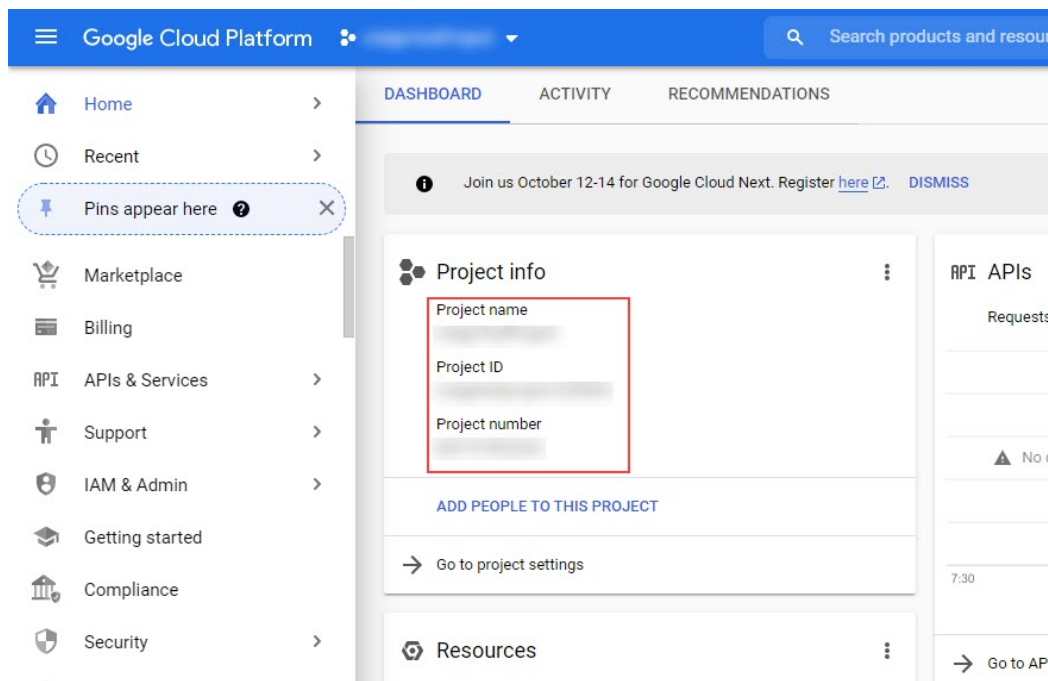 Google Cloud Platform
Search products and resour
Home
Recent
Pins appear here
Marketplace
Billing
API APIs & Services
Support
IAM & Admin
Getting started
Compliance
Security
DASHBOARD ACTIVITY RECOMMENDATIONS
Join us October 12-14 for Google Cloud Next. Register here. DISMISS
Project info
Project name
Project ID
Project number
ADD PEOPLE TO THIS PROJECT
Go to project settings
Resources
API APIs
Requests
No
7:30
Go to AP